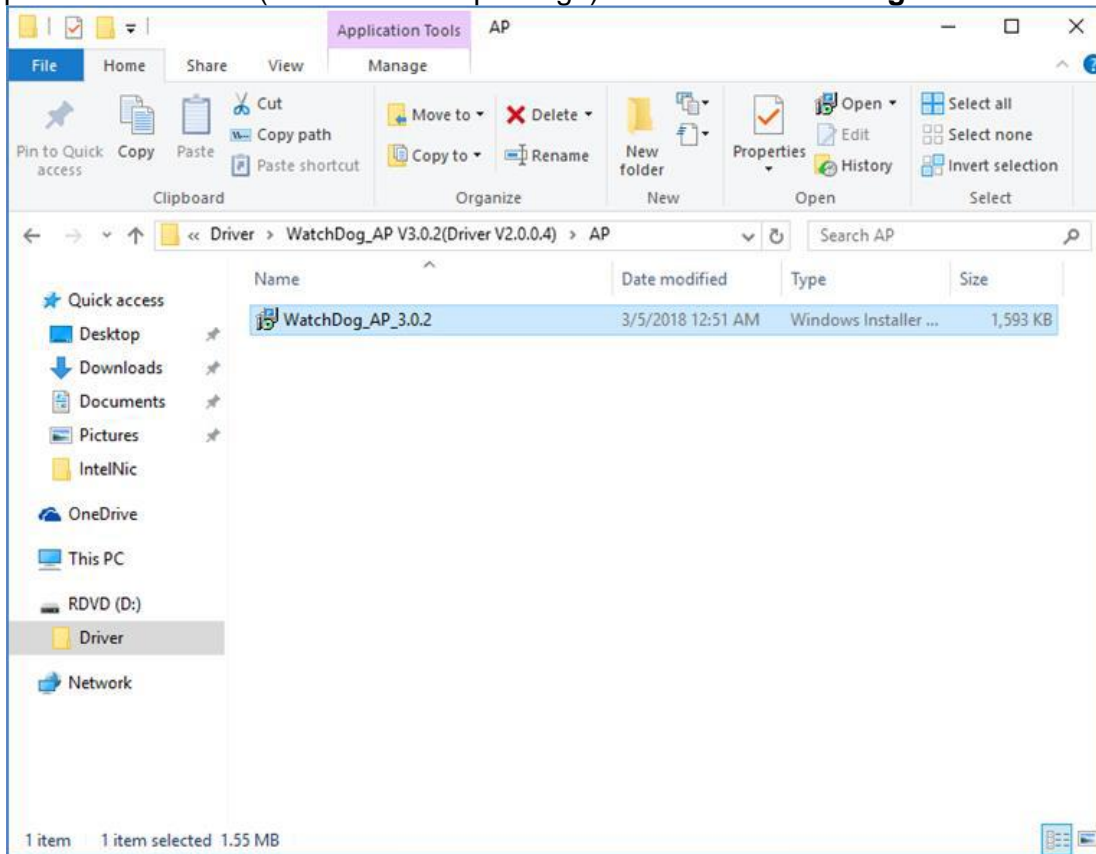 Application Tools AP
File Home Share View Manage
Pin to Quick access Copy Paste
Cut
Copy path
Paste shortcut
Clipboard
Move to Delete
Copy to Rename
Organize
New folder
New
Properties
Open
Edit
History
Open
Select all
Select none
Invert selection
Select
« Driver > WatchDog_AP V3.0.2(Driver V2.0.0.4) > AP Search AP
Name Date modified Type Size
WatchDog_AP_3.0.2 3/5/2018 12:51 AM Windows Installer ... 1,593 KB
Quick access
Desktop
Downloads
Documents
Pictures
IntelNic
OneDrive
This PC
RDVD (D:)
Driver
Network
1 item 1 item selected 1.55 MB